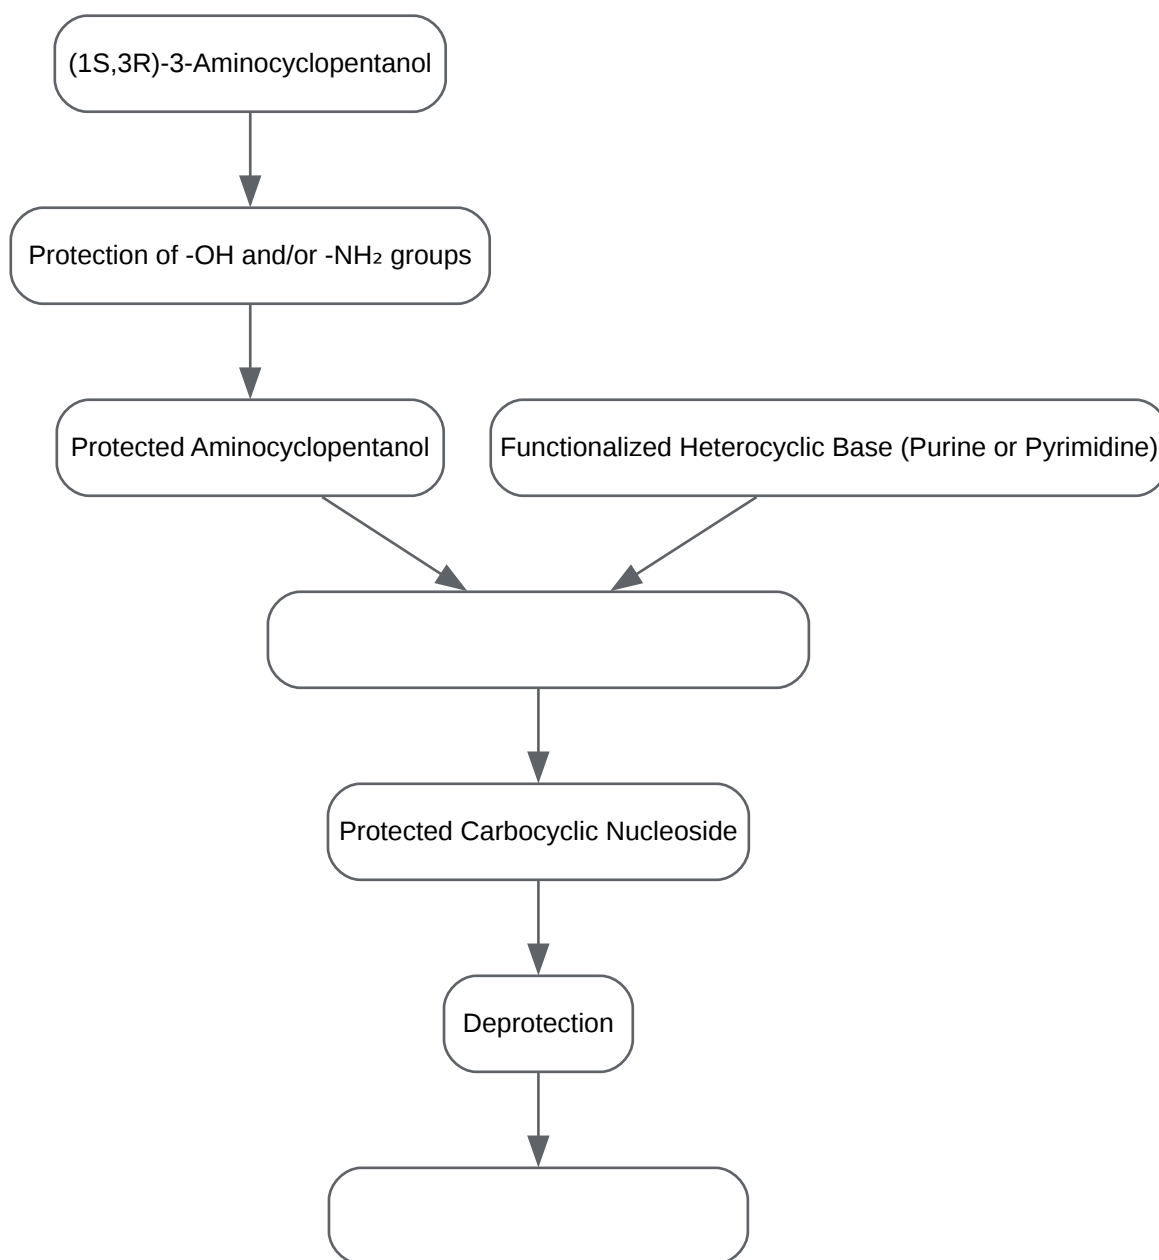 (1S,3R)-3-Aminocyclopentanol
Protection of -OH and/or -NH₂ groups
Protected Aminocyclopentanol
Functionalized Heterocyclic Base (Purine or Pyrimidine)
Protected Carbocyclic Nucleoside
Deprotection